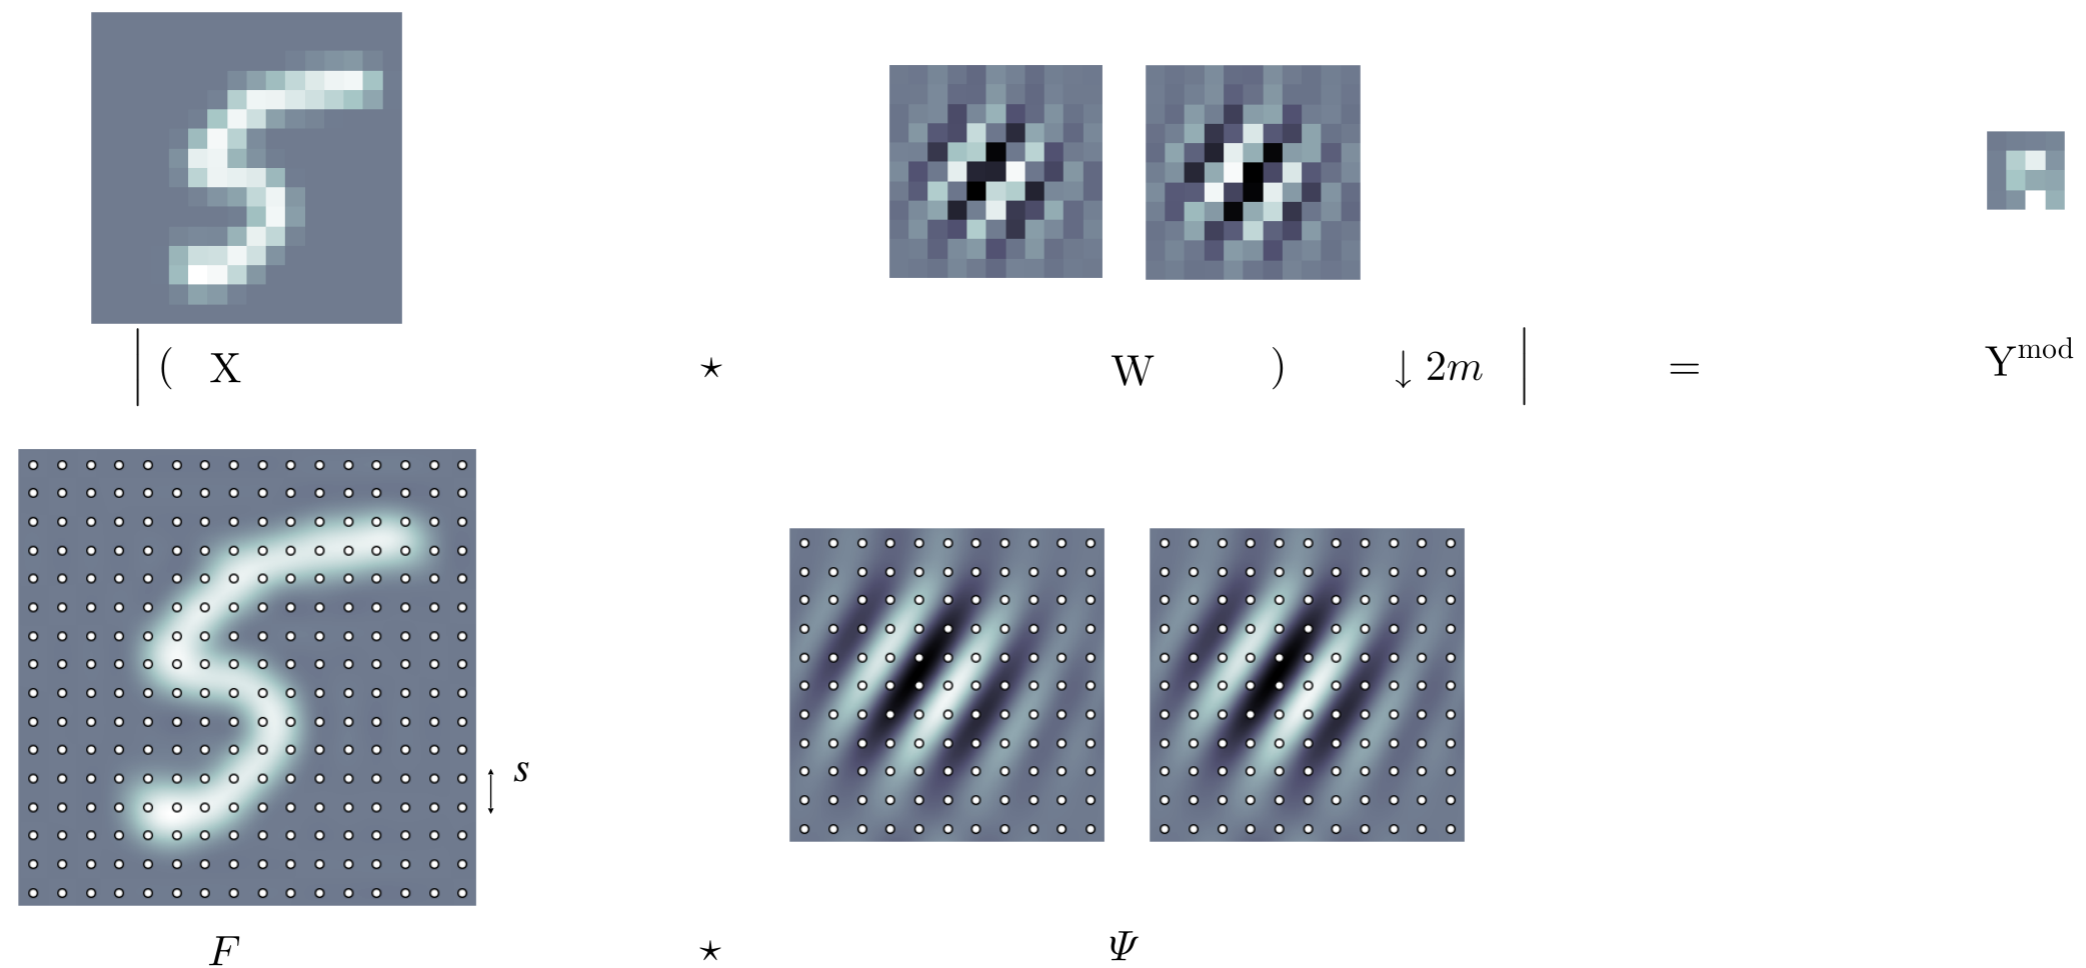 | ( X ⋆ W ) ↓ 2m | = Y^mod
s
F ⋆ Ψ